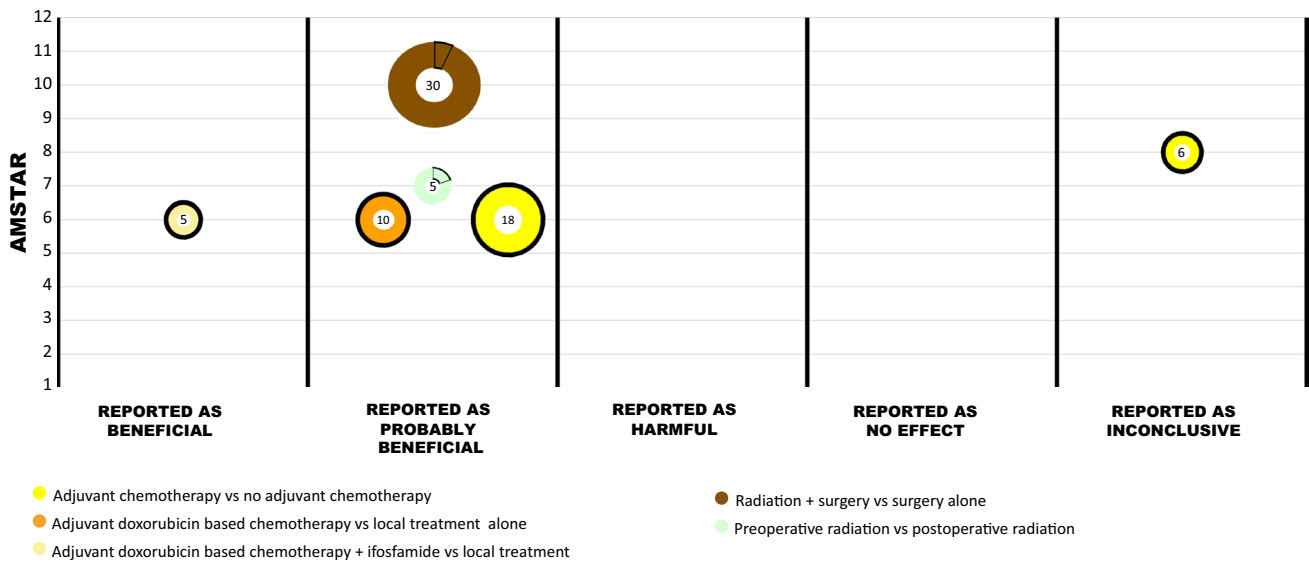 12
11
10
9
8
7
6
5
4
3
2
1
AMSTAR
30
5
5
10
18
6
REPORTED AS
BENEFICIAL
REPORTED AS
PROBABLY
BENEFICIAL
REPORTED AS
HARMFUL
REPORTED AS
NO EFFECT
REPORTED AS
INCONCLUSIVE
Adjuvant chemotherapy vs no adjuvant chemotherapy
Adjuvant doxorubicin based chemotherapy vs local treatment alone
Adjuvant doxorubicin based chemotherapy + ifosfamide vs local treatment
Radiation + surgery vs surgery alone
Preoperative radiation vs postoperative radiation